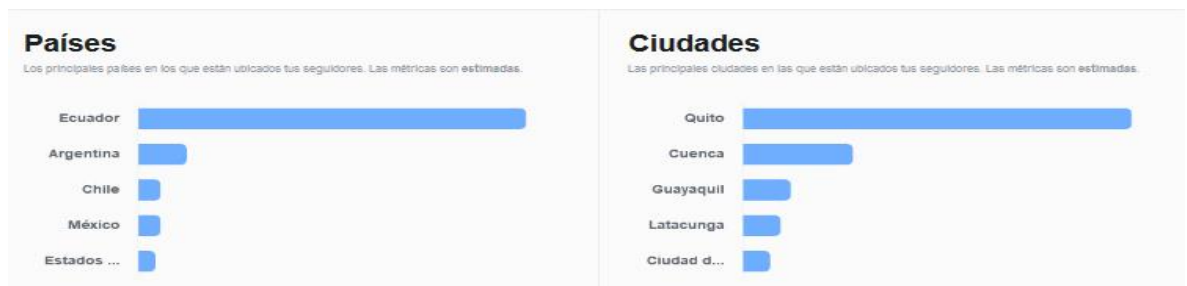 Países
Los principales países en los que están ubicados tus seguidores. Las métricas son estimadas.
Ecuador
Argentina
Chile
México
Estados ...
Ciudades
Las principales ciudades en las que están ubicados tus seguidores. Las métricas son estimadas.
Quito
Cuenca
Guayaquil
Latacunga
Ciudad d...